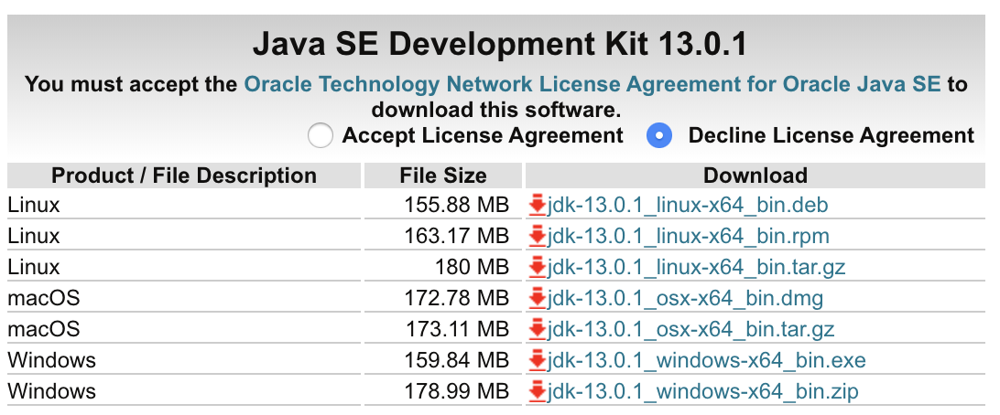 Java SE Development Kit 13.0.1
You must accept the Oracle Technology Network License Agreement for Oracle Java SE to
download this software.
Accept License Agreement Decline License Agreement
Product / File Description File Size Download
Linux 155.88 MB jdk-13.0.1_linux-x64_bin.deb
Linux 163.17 MB jdk-13.0.1_linux-x64_bin.rpm
Linux 180 MB jdk-13.0.1_linux-x64_bin.tar.gz
macOS 172.78 MB jdk-13.0.1_osx-x64_bin.dmg
macOS 173.11 MB jdk-13.0.1_osx-x64_bin.tar.gz
Windows 159.84 MB jdk-13.0.1_windows-x64_bin.exe
Windows 178.99 MB jdk-13.0.1_windows-x64_bin.zip